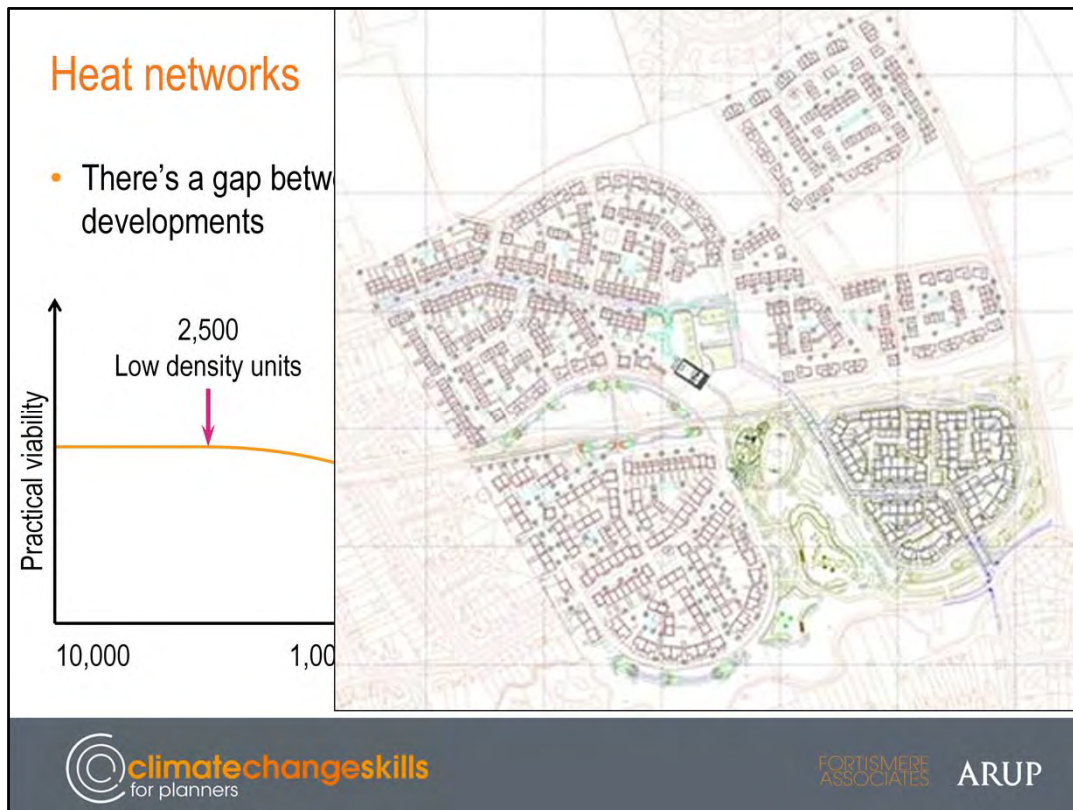 Heat networks
• There's a gap betw
developments
2,500
Low density units
Practical viability
10,000
1,00
climatechangeskills
for planners
FORTISMERE
ASSOCIATES
ARUP